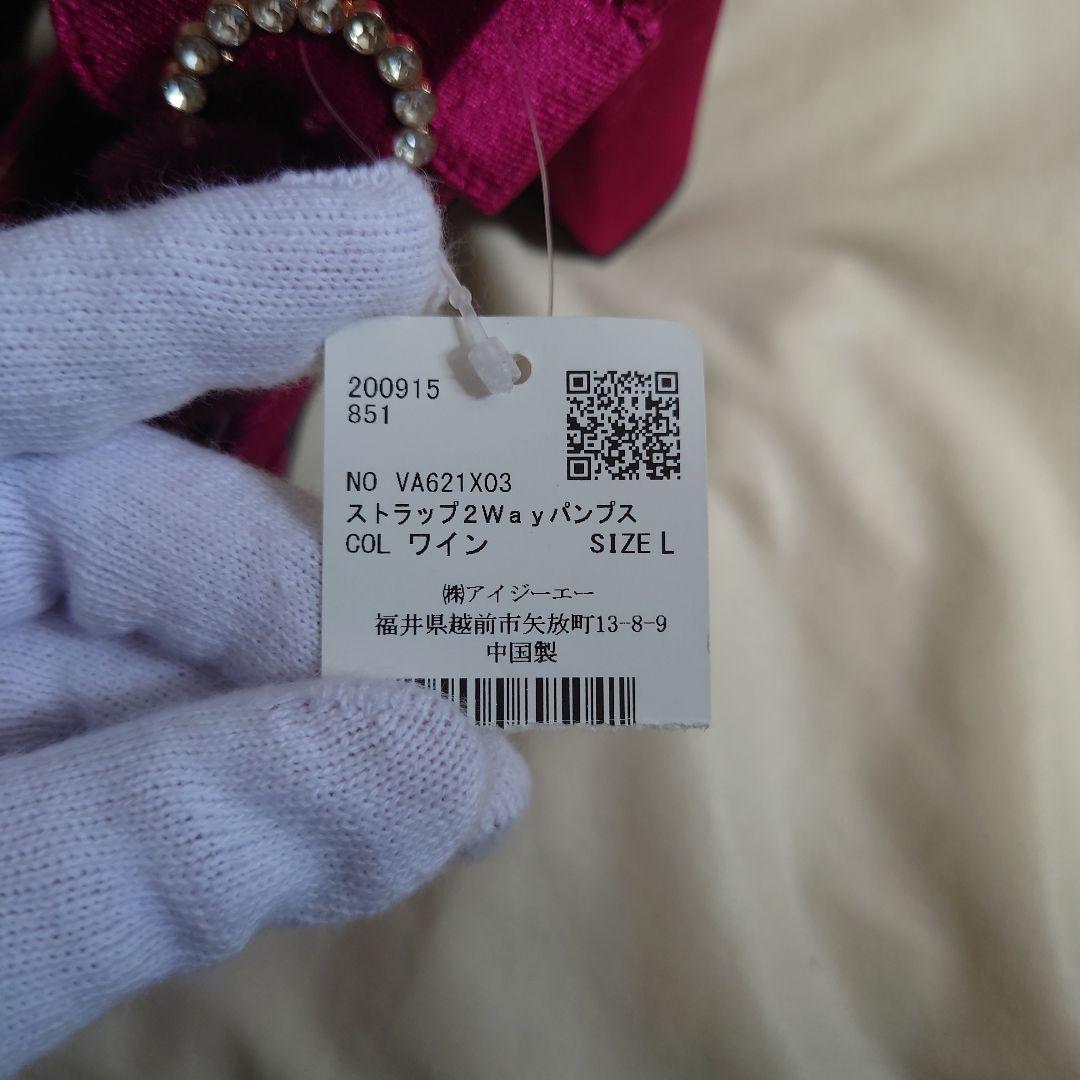 200915
851
NO VA621X03
ストラップ2Wayパンプス
COL ワイン SIZE L
㈱アイジーエー
福井県越前市矢放町13-8-9
中国製